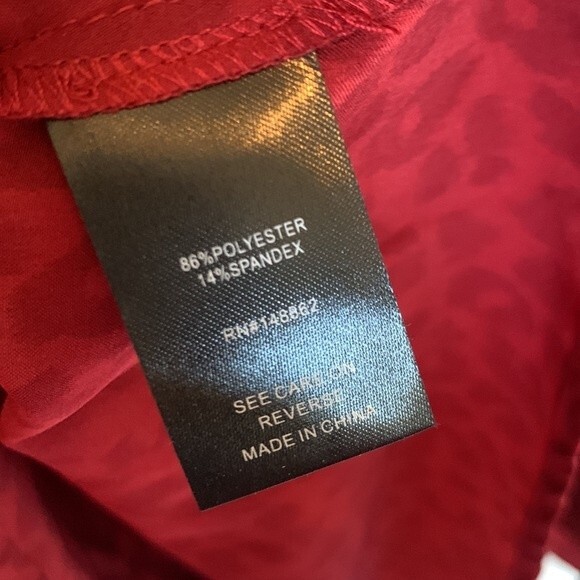 86%POLYESTER
14%SPANDEX
RN#148862
SEE CARE ON
REVERSE
MADE IN CHINA